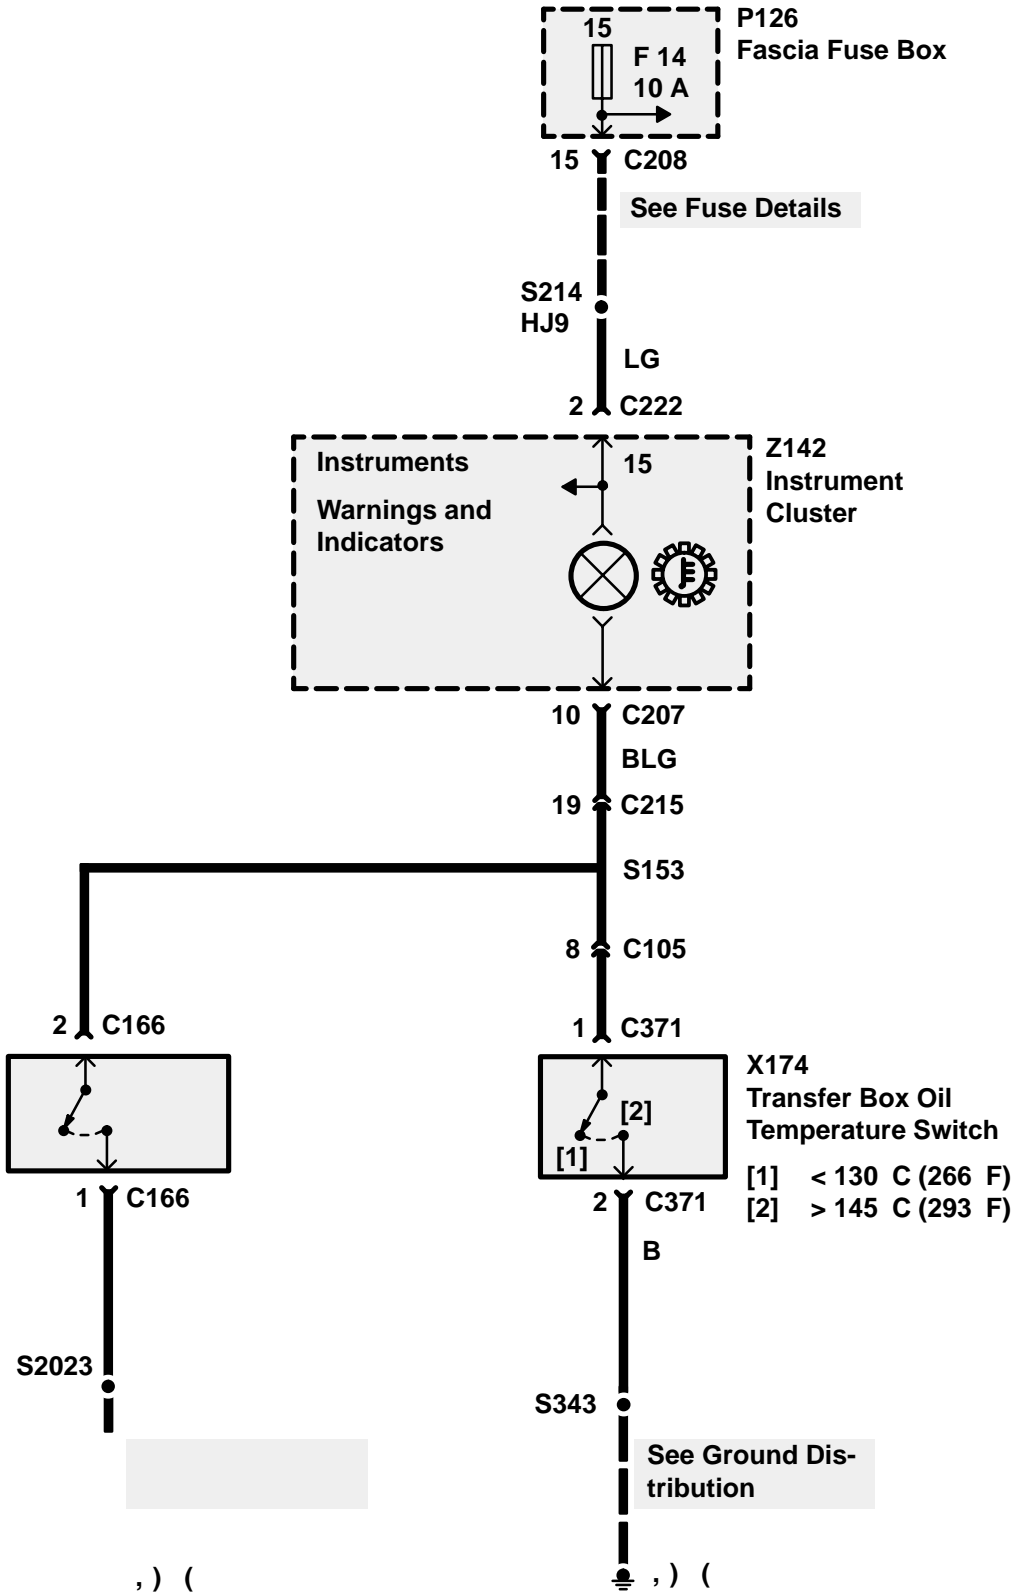 P126
Fascia Fuse Box
15
F 14
10 A
15 C208
See Fuse Details
S214
HJ9
LG
2 C222
Z142
Instrument
Cluster
Instruments
15
Warnings and
Indicators
10 C207
BLG
19 C215
S153
8 C105
2 C166
1 C371
X174
Transfer Box Oil
Temperature Switch
[1] < 130 C (266 F)
[2] > 145 C (293 F)
[2]
[1]
1 C166
2 C371
B
S2023
S343
See Ground Dis-
tribution
, ) (
, ) (